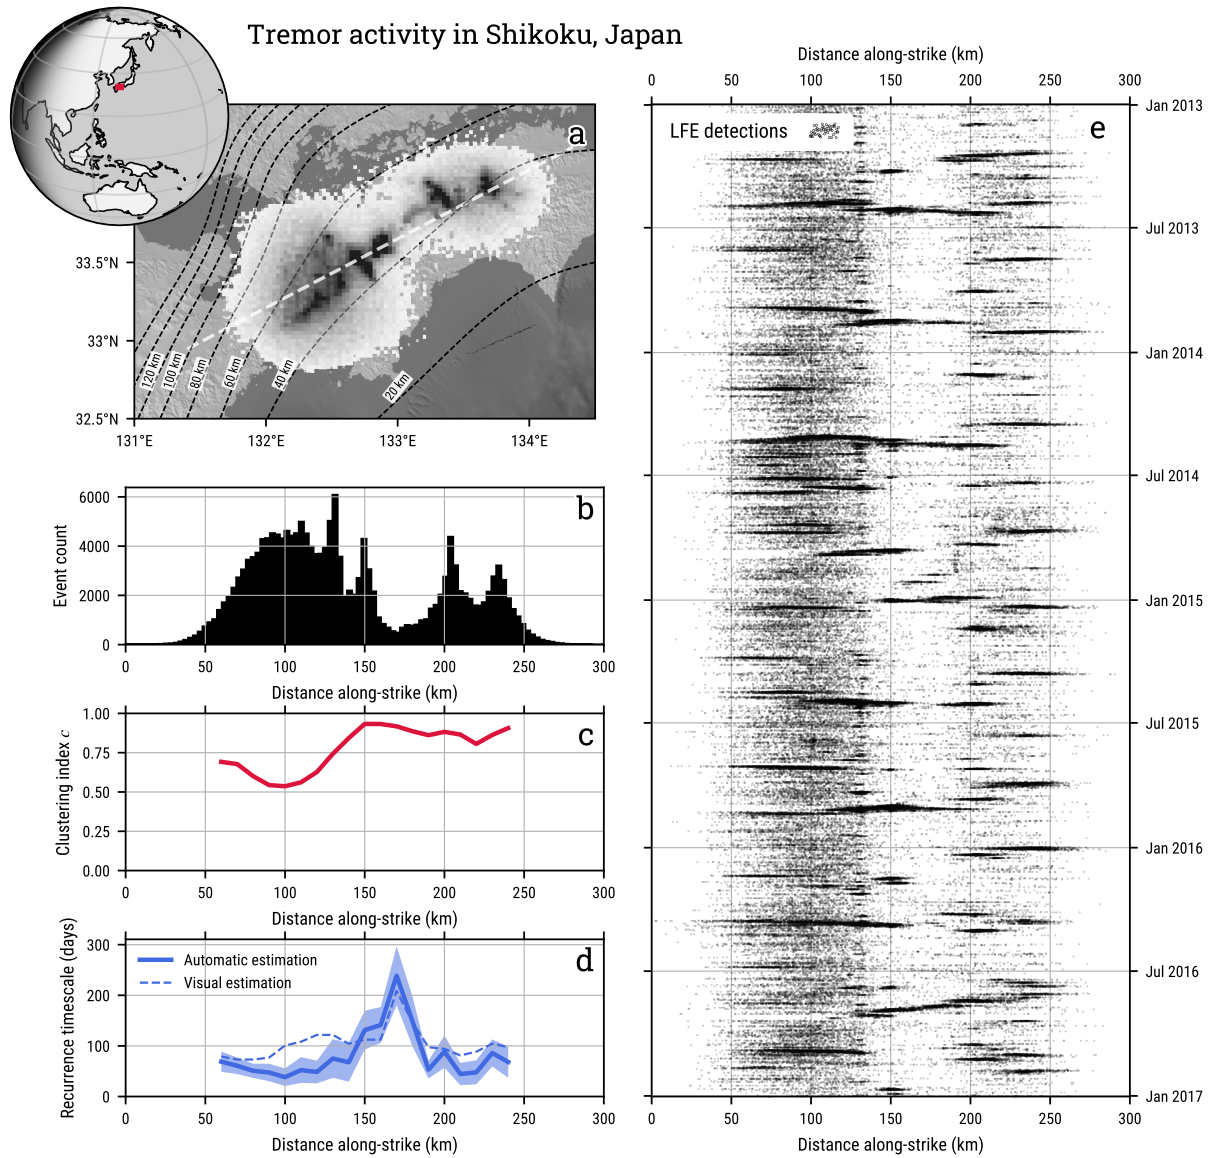 Tremor activity in Shikoku, Japan
a
33.5°N
33°N
32.5°N
120 km
100 km
80 km
60 km
40 km
20 km
131°E
132°E
133°E
134°E
b
Event count
6000
4000
2000
0
0 50 100 150 200 250 300
Distance along-strike (km)
c
Clustering index c
1.00
0.75
0.50
0.25
0.00
0 50 100 150 200 250 300
Distance along-strike (km)
d
Recurrence timescale (days)
300
200
100
0
Automatic estimation
Visual estimation
0 50 100 150 200 250 300
Distance along-strike (km)
Distance along-strike (km)
0 50 100 150 200 250 300
LFE detections
e
Jan 2013
Jul 2013
Jan 2014
Jul 2014
Jan 2015
Jul 2015
Jan 2016
Jul 2016
Jan 2017
0 50 100 150 200 250 300
Distance along-strike (km)